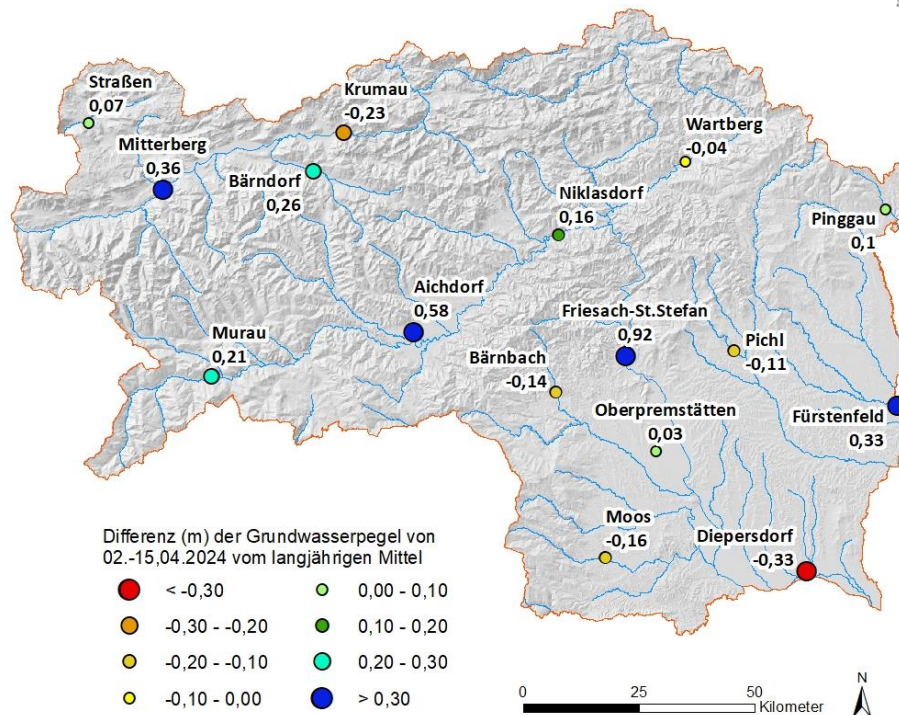 Straßen
0,07
Krumau
-0,23
Wartberg
-0,04
Mitterberg
0,36
Bärndorf
0,26
Niklasdorf
0,16
Pinggau
0,1
Aichdorf
0,58
Friesach-St.Stefan
0,92
Pichl
-0,11
Murau
0,21
Bärnbach
-0,14
Oberpremstätten
0,03
Fürstenfeld
0,33
Moos
-0,16
Diepersdorf
-0,33
Differenz (m) der Grundwasserpegel von
02.-15,04.2024 vom langjährigen Mittel
< -0,30
-0,30 - -0,20
-0,20 - -0,10
-0,10 - 0,00
0,00 - 0,10
0,10 - 0,20
0,20 - 0,30
> 0,30
0 25 50
Kilometer
N